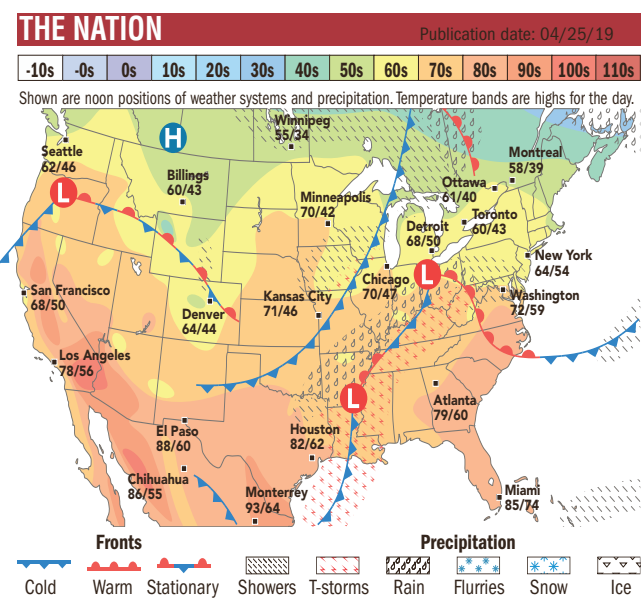 THE NATION
Publication date: 04/25/19
-10s -0s 0s 10s 20s 30s 40s 50s 60s 70s 80s 90s 100s 110s
Shown are noon positions of weather systems and precipitation. Temperature bands are highs for the day.
Winnipeg
55/34
H
Seattle
62/46
Montreal
58/39
Billings
60/43
Ottawa
61/40
L
Minneapolis
70/42
Toronto
60/43
Detroit
68/50
New York
64/54
San Francisco
68/50
Chicago
70/47
L
Washington
72/59
Kansas City
71/46
Denver
64/44
Los Angeles
78/56
L
Atlanta
79/60
El Paso
88/60
Houston
82/62
Chihuahua
86/55
Monterrey
93/64
Miami
85/74
Fronts
Precipitation
Cold Warm Stationary Showers T-storms Rain Flurries Snow Ice